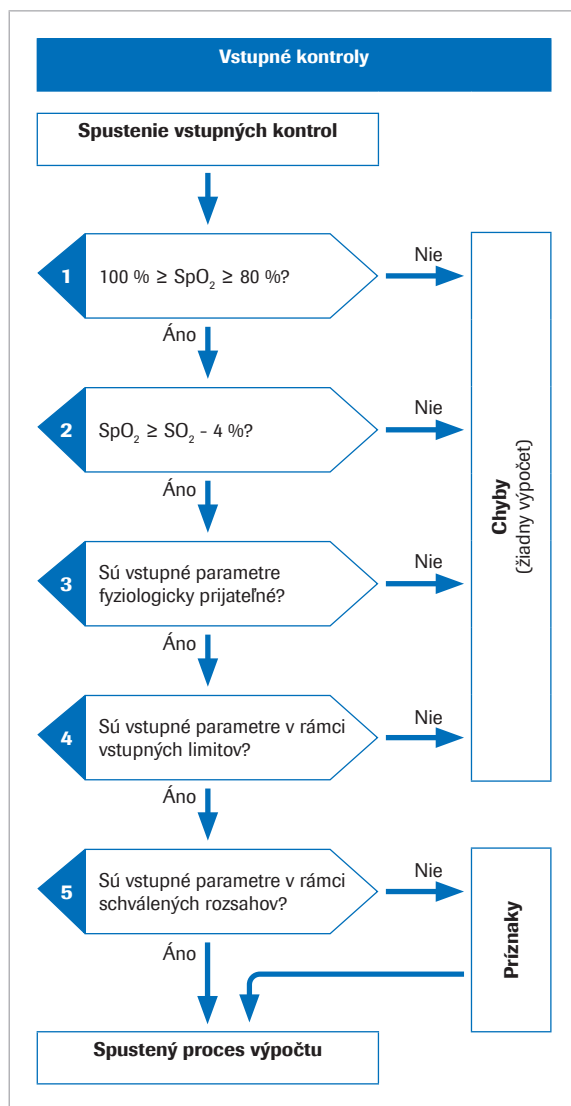 Vstupné kontroly
Spustenie vstupných kontrol
1
100 % ≥ SpO₂ ≥ 80 %?
Nie
Áno
2
SpO₂ ≥ SO₂ - 4 %?
Nie
Áno
3
Sú vstupné parametre
fyziologicky prijateľné?
Nie
Áno
4
Sú vstupné parametre v rámci
vstupných limitov?
Nie
Chyby
(žiadny výpočet)
Áno
5
Sú vstupné parametre v rámci
schválených rozsahov?
Nie
Príznaky
Áno
Spustený proces výpočtu